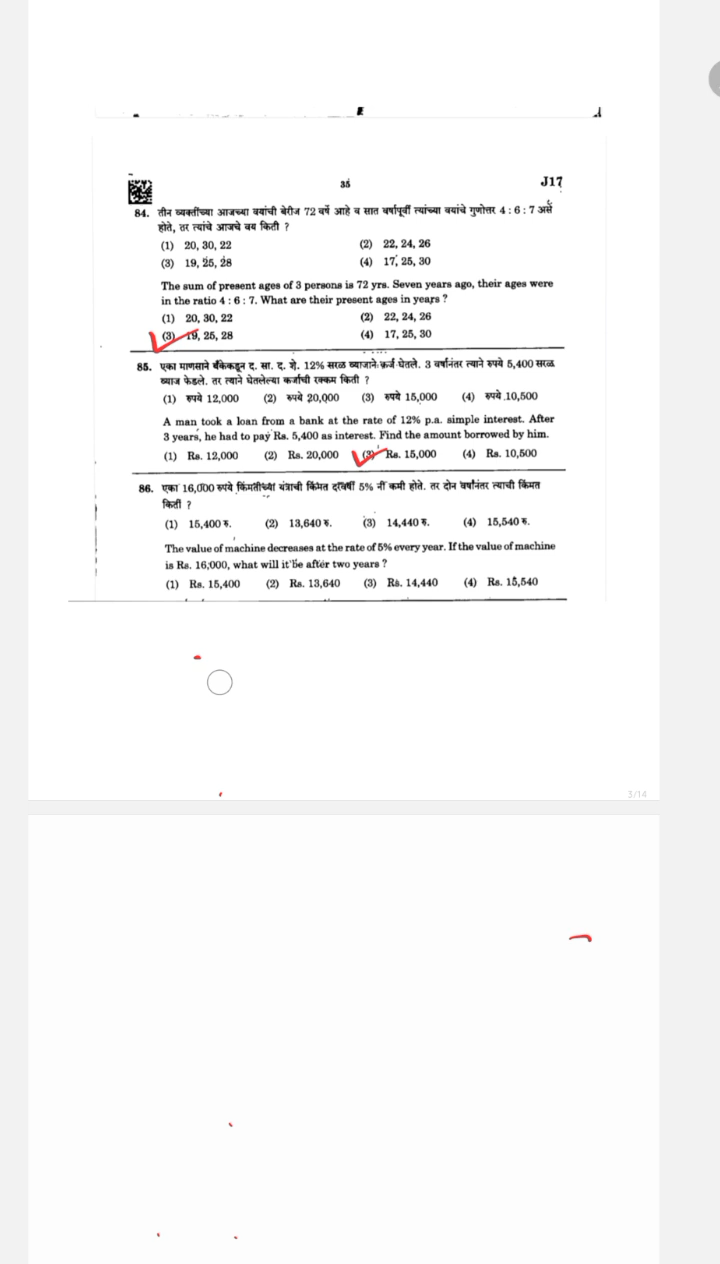 35
J17
84. तीन व्यक्तींच्या आजच्या वयांची बेरीज 72 वर्षे आहे व सात वर्षापूर्वी त्यांच्या वयांचे गुणोत्तर 4 : 6 : 7 असे
होते, तर त्यांचे आजचे वय किती ?
(1) 20, 30, 22 (2) 22, 24, 26
(3) 19, 25, 28 (4) 17, 25, 30
The sum of present ages of 3 persons is 72 yrs. Seven years ago, their ages were
in the ratio 4 : 6 : 7. What are their present ages in years ?
(1) 20, 30, 22 (2) 22, 24, 26
(3) 19, 25, 28 (4) 17, 25, 30
85. एका माणसाने बँकेकडून द. सा. द. शे. 12% सरळ व्याजाने कर्ज घेतले. 3 वर्षानंतर त्याने रुपये 5,400 सरळ
व्याज फेडले. तर त्याने घेतलेल्या कर्जाची रक्कम किती ?
(1) रुपये 12,000 (2) रुपये 20,000 (3) रुपये 15,000 (4) रुपये 10,500
A man took a loan from a bank at the rate of 12% p.a. simple interest. After
3 years, he had to pay Rs. 5,400 as interest. Find the amount borrowed by him.
(1) Rs. 12,000 (2) Rs. 20,000 (3) Rs. 15,000 (4) Rs. 10,500
86. एका 16,000 रुपये किंमतीच्या यंत्राची किंमत दरवर्षी 5% नीं कमी होते. तर दोन वर्षांनंतर त्याची किंमत
किती ?
(1) 15,400 रु. (2) 13,640 रु. (3) 14,440 रु. (4) 15,540 रु.
The value of machine decreases at the rate of 5% every year. If the value of machine
is Rs. 16,000, what will it be after two years ?
(1) Rs. 15,400 (2) Rs. 13,640 (3) Rs. 14,440 (4) Rs. 15,540
3/14